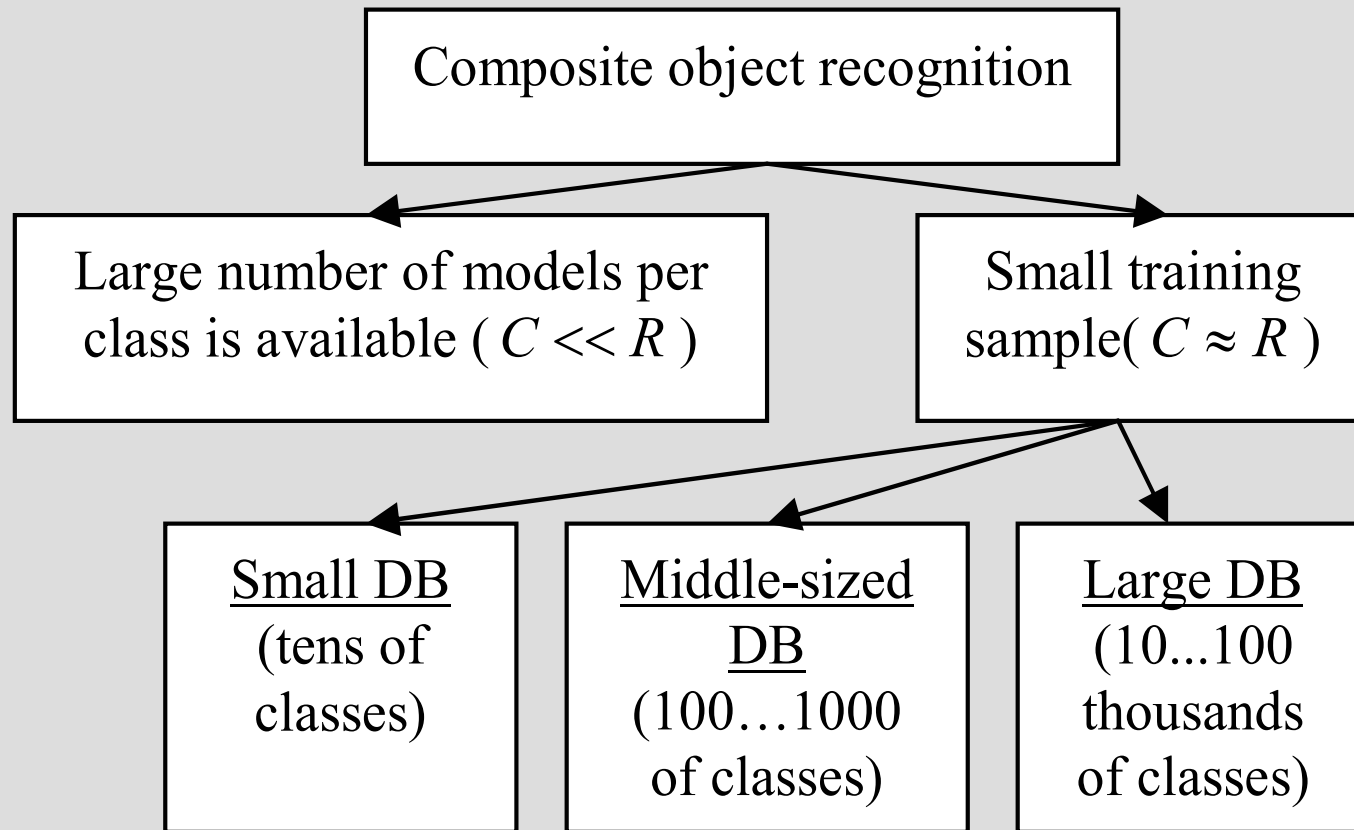 Composite object recognition
Large number of models per
class is available ( C << R )
Small training
sample( C ≈ R )
Small DB
(tens of
classes)
Middle-sized
DB
(100…1000
of classes)
Large DB
(10...100
thousands
of classes)